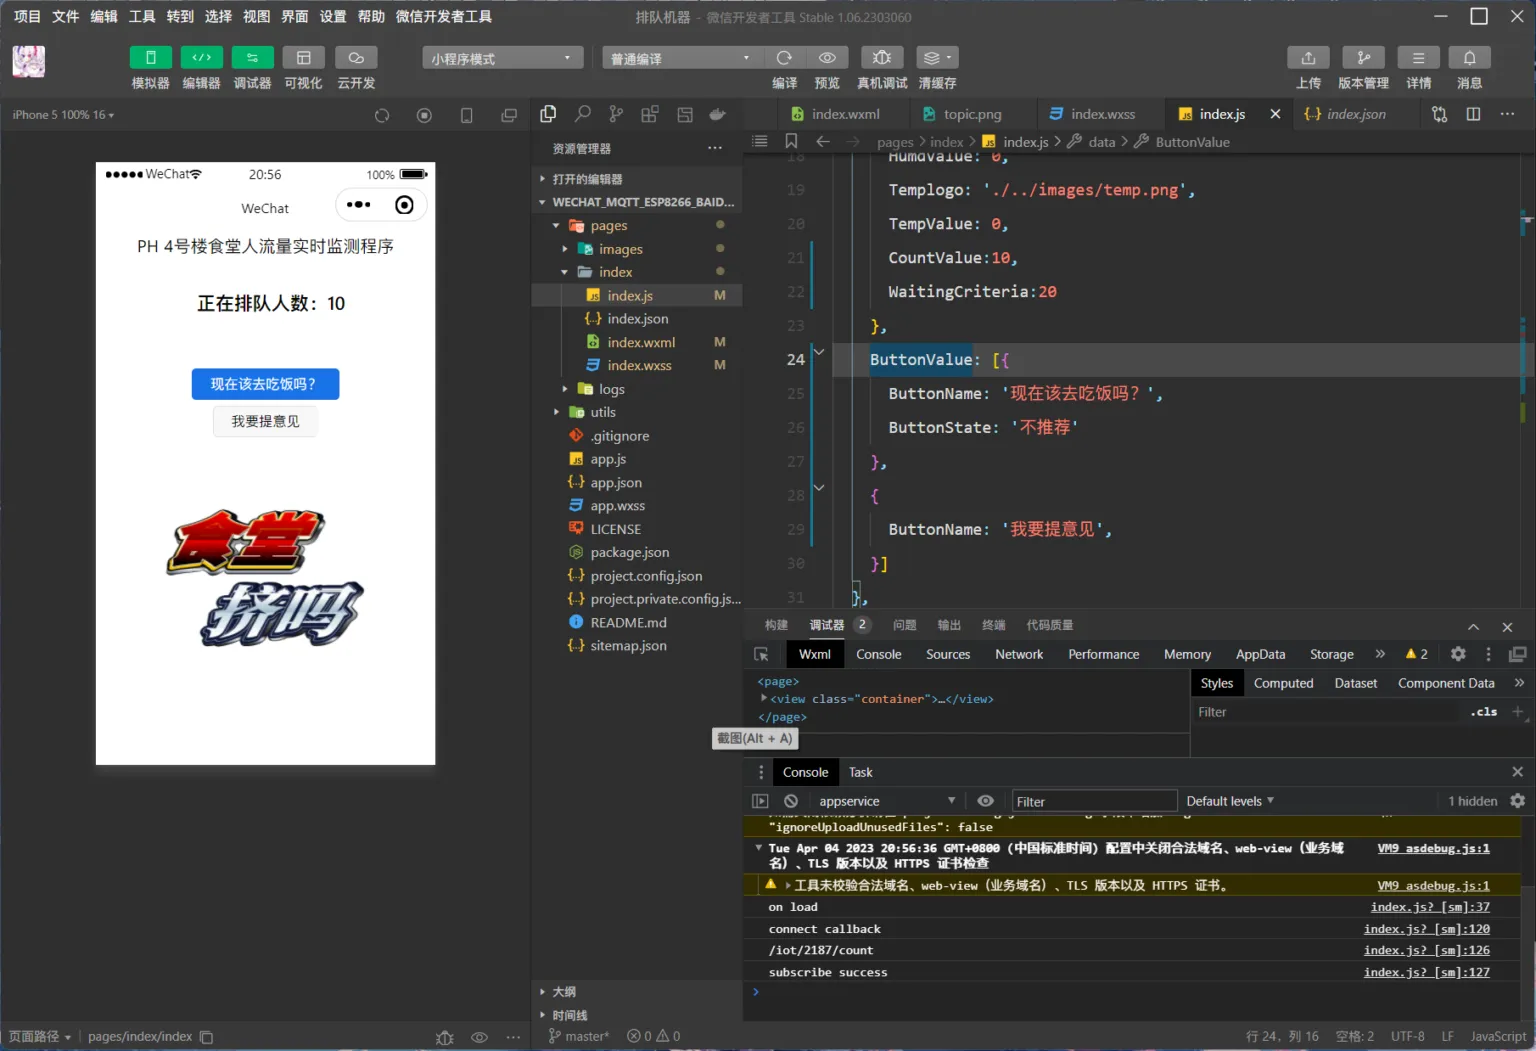 项目 文件 编辑 工具 转到 选择 视图 界面 设置 帮助 微信开发者工具
排队机器 - 微信开发者工具 Stable 1.06.2303060
模拟器 编辑器 调试器 可视化 云开发
小程序模式
普通编译
编译 预览 真机调试 清缓存
上传 版本管理 详情 消息
iPhone 5 100% 16
WeChat
20:56
100%
WeChat
PH 4号楼食堂人流量实时监测程序
正在排队人数：10
现在该去吃饭吗？
我要提意见
食堂
挤吗
页面路径
pages/index/index
资源管理器
打开的编辑器
WECHAT_MQTT_ESP8266_BAID...
pages
images
index
index.js M
index.json
index.wxml M
index.wxss M
logs
utils
.gitignore
app.js
app.json
app.wxss
LICENSE
package.json
project.config.json
project.private.config.js...
README.md
sitemap.json
大纲
时间线
master*
0 0
index.wxml topic.png index.wxss index.js index.json
pages > index > index.js > data > ButtonValue
18 HumdValue: 0,
19 Templogo: './../images/temp.png',
20 TempValue: 0,
21 CountValue:10,
22 WaitingCriteria:20
23 },
24 ButtonValue: [{
25 ButtonName: '现在该去吃饭吗？',
26 ButtonState: '不推荐'
27 },
28 {
29 ButtonName: '我要提意见',
30 }]
31 },
构建 调试器 2 问题 输出 终端 代码质量
Wxml Console Sources Network Performance Memory AppData Storage » 2
<page>
<view class="container">…</view>
</page>
截图(Alt + A)
Styles Computed Dataset Component Data »
Filter .cls +
Console Task
appservice Filter Default levels 1 hidden
"ignoreUploadUnusedFiles": false
Tue Apr 04 2023 20:56:36 GMT+0800 (中国标准时间) 配置中关闭合法域名、web-view（业务域 VM9 asdebug.js:1
名）、TLS 版本以及 HTTPS 证书检查
工具未校验合法域名、web-view（业务域名）、TLS 版本以及 HTTPS 证书。 VM9 asdebug.js:1
on load index.js? [sm]:37
connect callback index.js? [sm]:120
/iot/2187/count index.js? [sm]:126
subscribe success index.js? [sm]:127
行 24，列 16 空格: 2 UTF-8 LF JavaScript